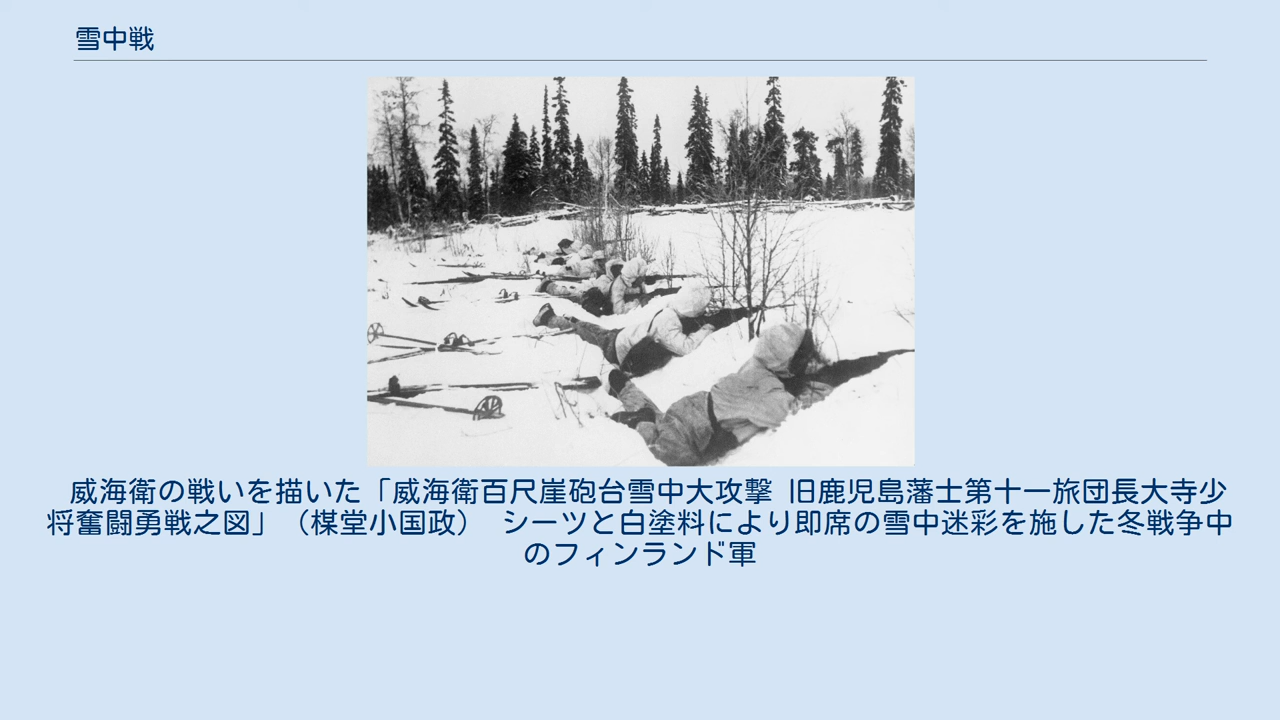 雪中戦
威海衛の戦いを描いた「威海衛百尺崖砲台雪中大攻撃 旧鹿児島藩士第十一旅団長大寺少
将奮闘勇戦之図」（楳堂小国政） シーツと白塗料により即席の雪中迷彩を施した冬戦争中
のフィンランド軍